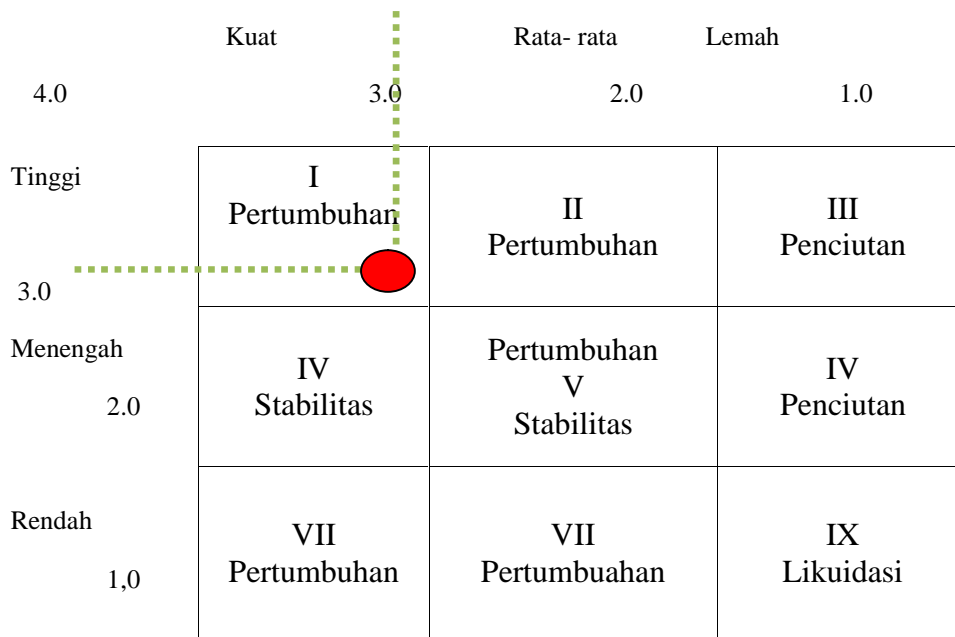 Kuat Rata- rata Lemah
4.0 3.0 2.0 1.0
Tinggi
I
Pertumbuhan
II
Pertumbuhan
III
Penciutan
3.0
Menengah
IV
Stabilitas
Pertumbuhan
V
Stabilitas
IV
Penciutan
2.0
Rendah
VII
Pertumbuhan
VII
Pertumbuahan
IX
Likuidasi
1,0